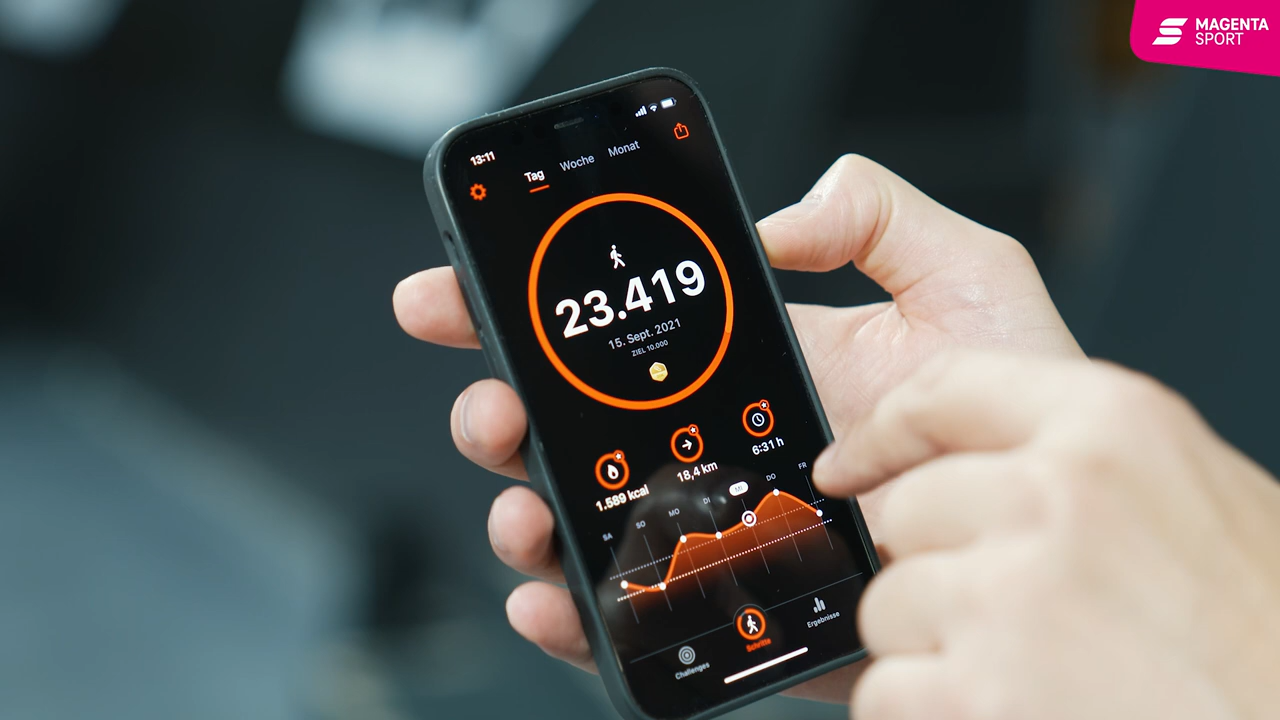 MAGENTA
SPORT
13:11
Tag Woche Monat
23.419
15. Sept. 2021
ZIEL 10.000
1.589 kcal
18,4 km
6:31 h
SA SO MO DI MI DO FR
Challenges
Schritte
Ergebnisse